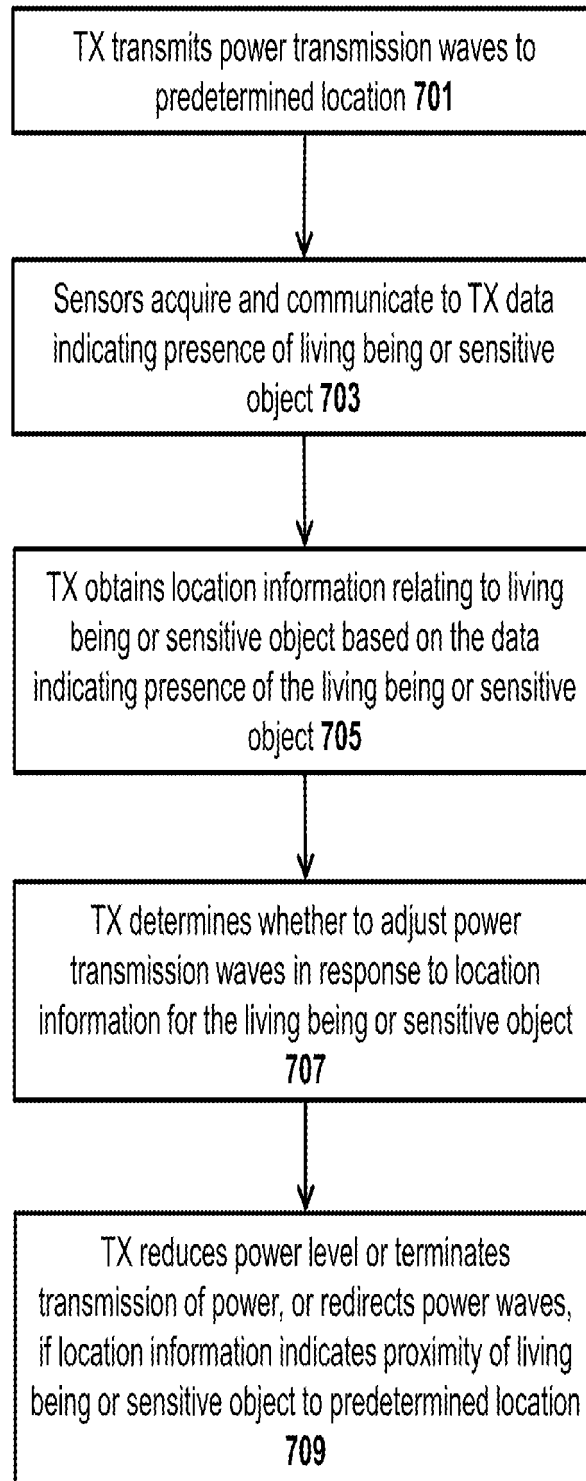 TX transmits power transmission waves to
predetermined location 701
Sensors acquire and communicate to TX data
indicating presence of living being or sensitive
object 703
TX obtains location information relating to living
being or sensitive object based on the data
indicating presence of the living being or sensitive
object 705
TX determines whether to adjust power
transmission waves in response to location
information for the living being or sensitive object
707
TX reduces power level or terminates
transmission of power, or redirects power waves,
if location information indicates proximity of living
being or sensitive object to predetermined location
709